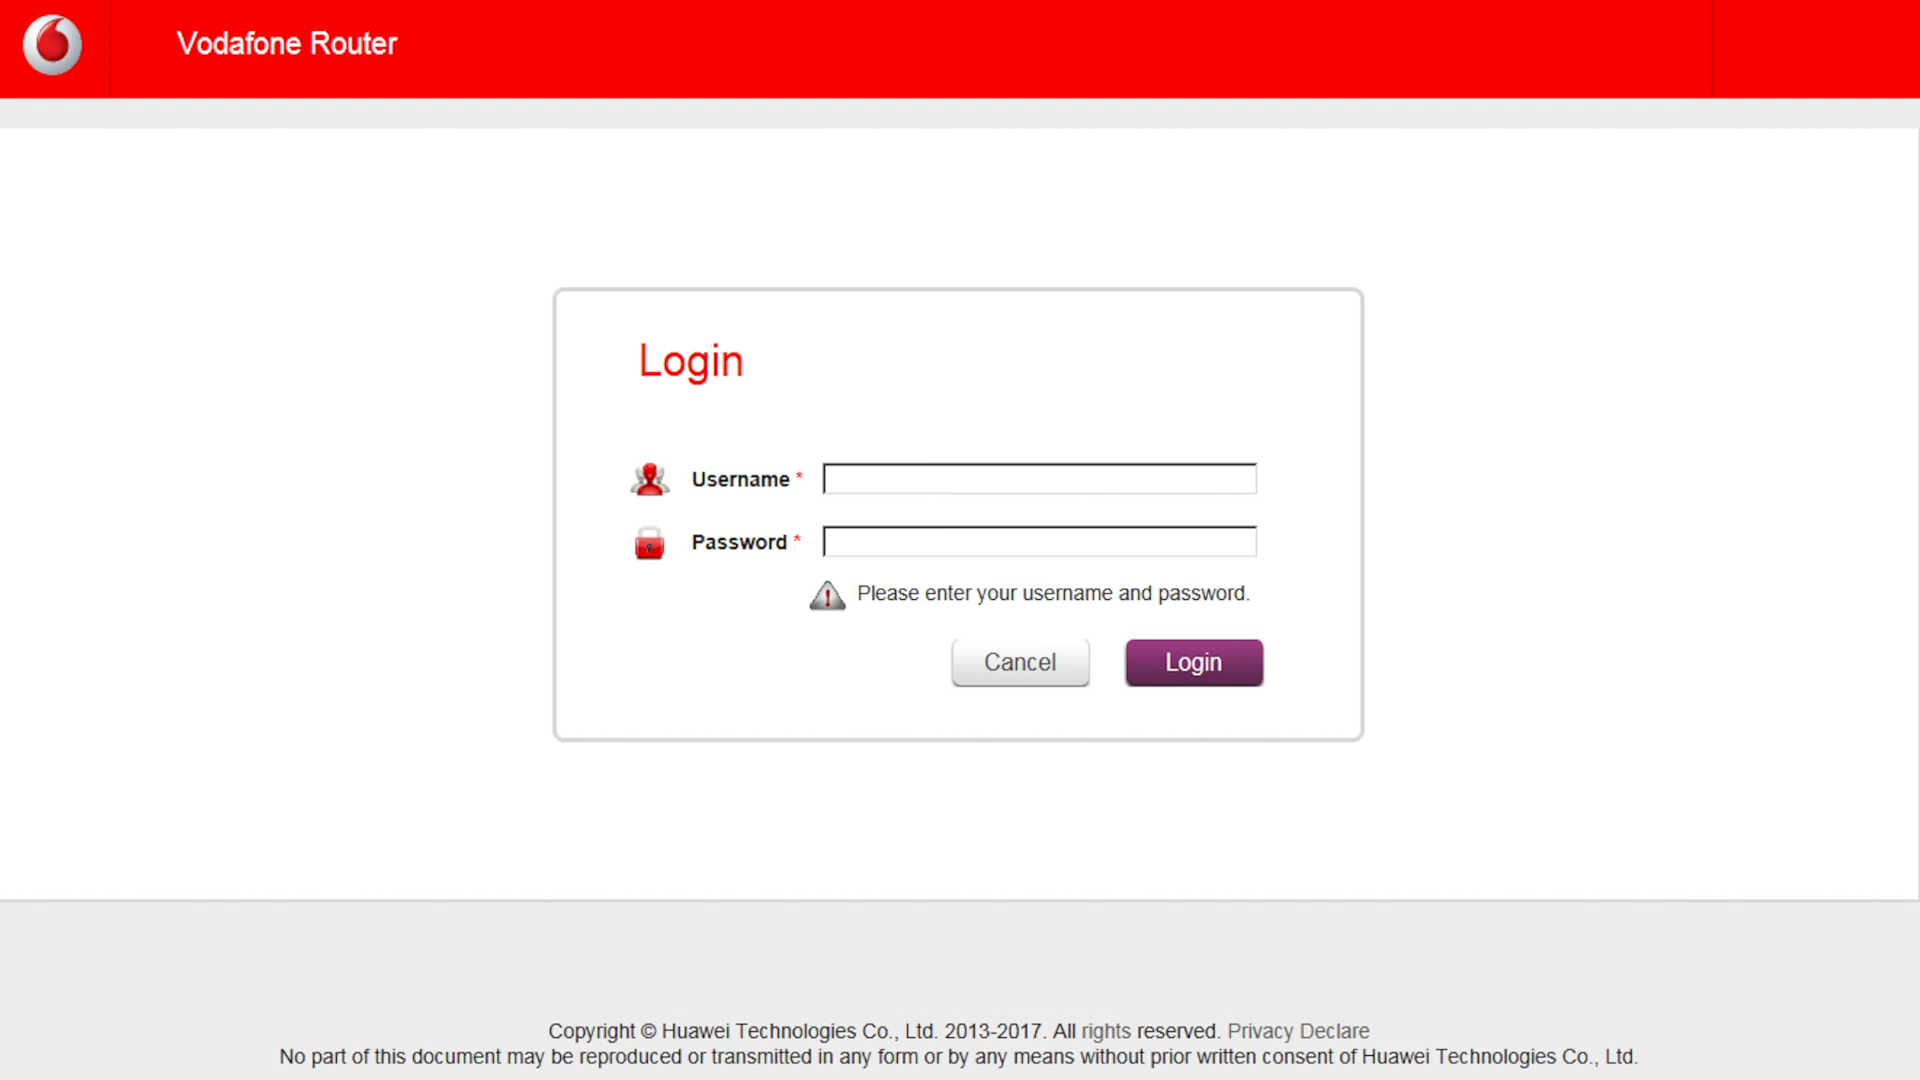 Vodafone Router
Login
Username *
Password *
Please enter your username and password.
Cancel Login
Copyright © Huawei Technologies Co., Ltd. 2013-2017. All rights reserved. Privacy Declare
No part of this document may be reproduced or transmitted in any form or by any means without prior written consent of Huawei Technologies Co., Ltd.